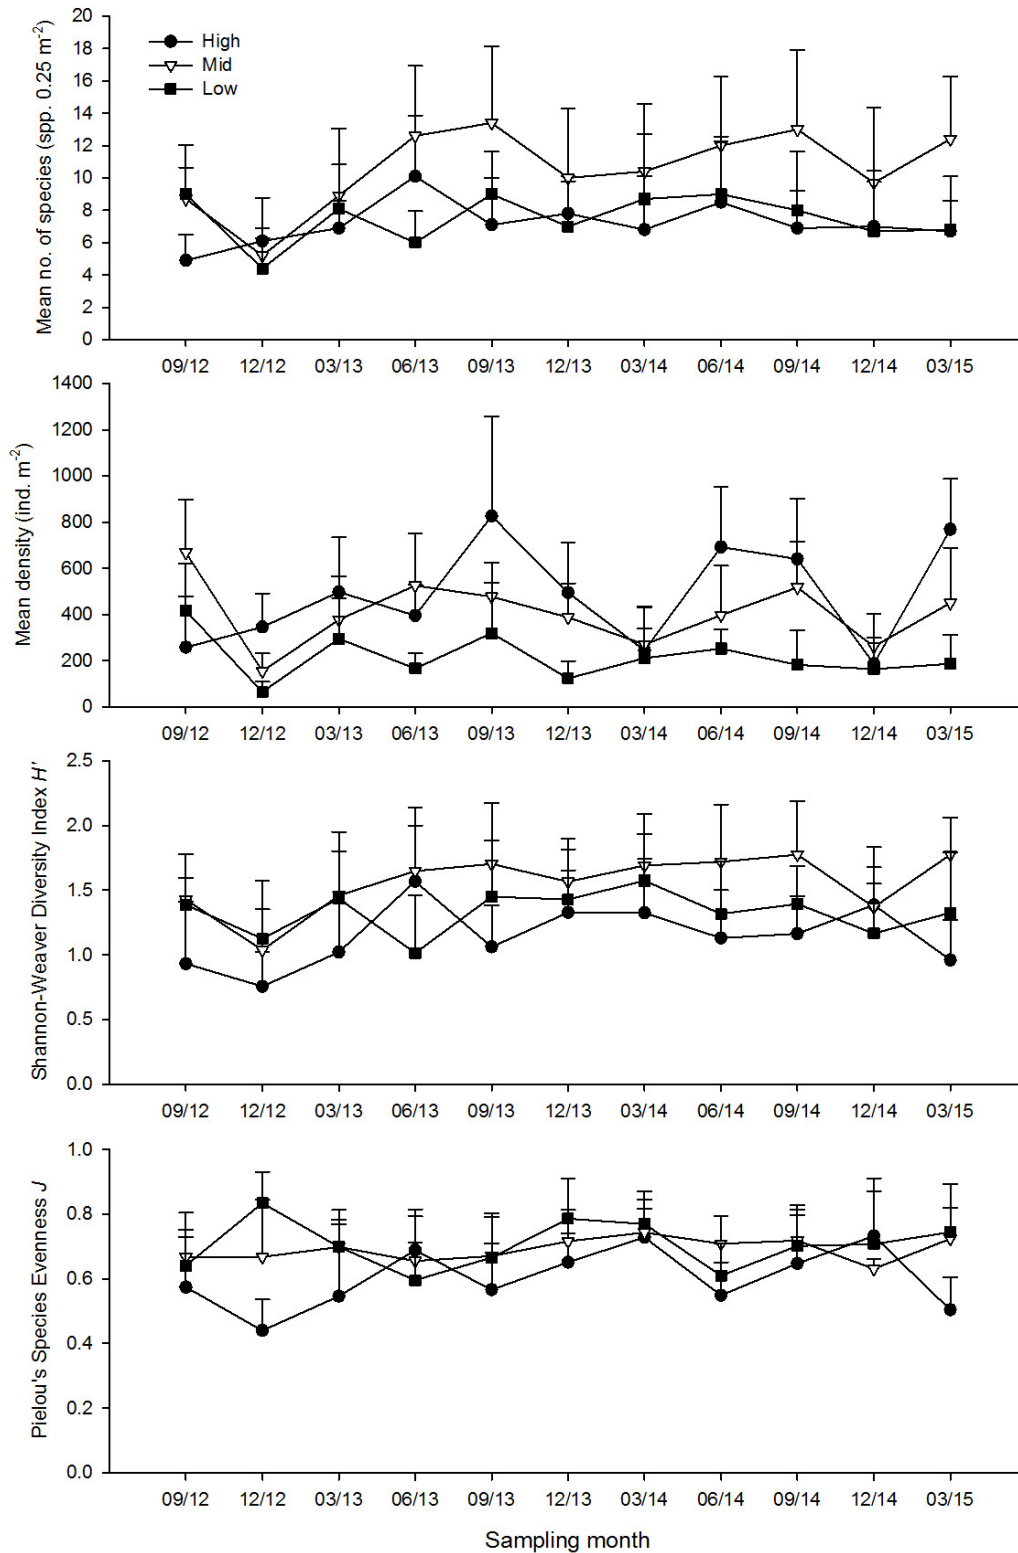 20
18
16
14
12
10
8
6
4
2
0
Mean no. of species (spp. 0.25 m-2)
High
Mid
Low
09/12 12/12 03/13 06/13 09/13 12/13 03/14 06/14 09/14 12/14 03/15
1400
1200
1000
800
600
400
200
0
Mean density (ind. m-2)
09/12 12/12 03/13 06/13 09/13 12/13 03/14 06/14 09/14 12/14 03/15
2.5
2.0
1.5
1.0
0.5
0.0
Shannon-Weaver Diversity Index H'
09/12 12/12 03/13 06/13 09/13 12/13 03/14 06/14 09/14 12/14 03/15
1.0
0.8
0.6
0.4
0.2
0.0
Pielou's Species Evenness J
09/12 12/12 03/13 06/13 09/13 12/13 03/14 06/14 09/14 12/14 03/15
Sampling month